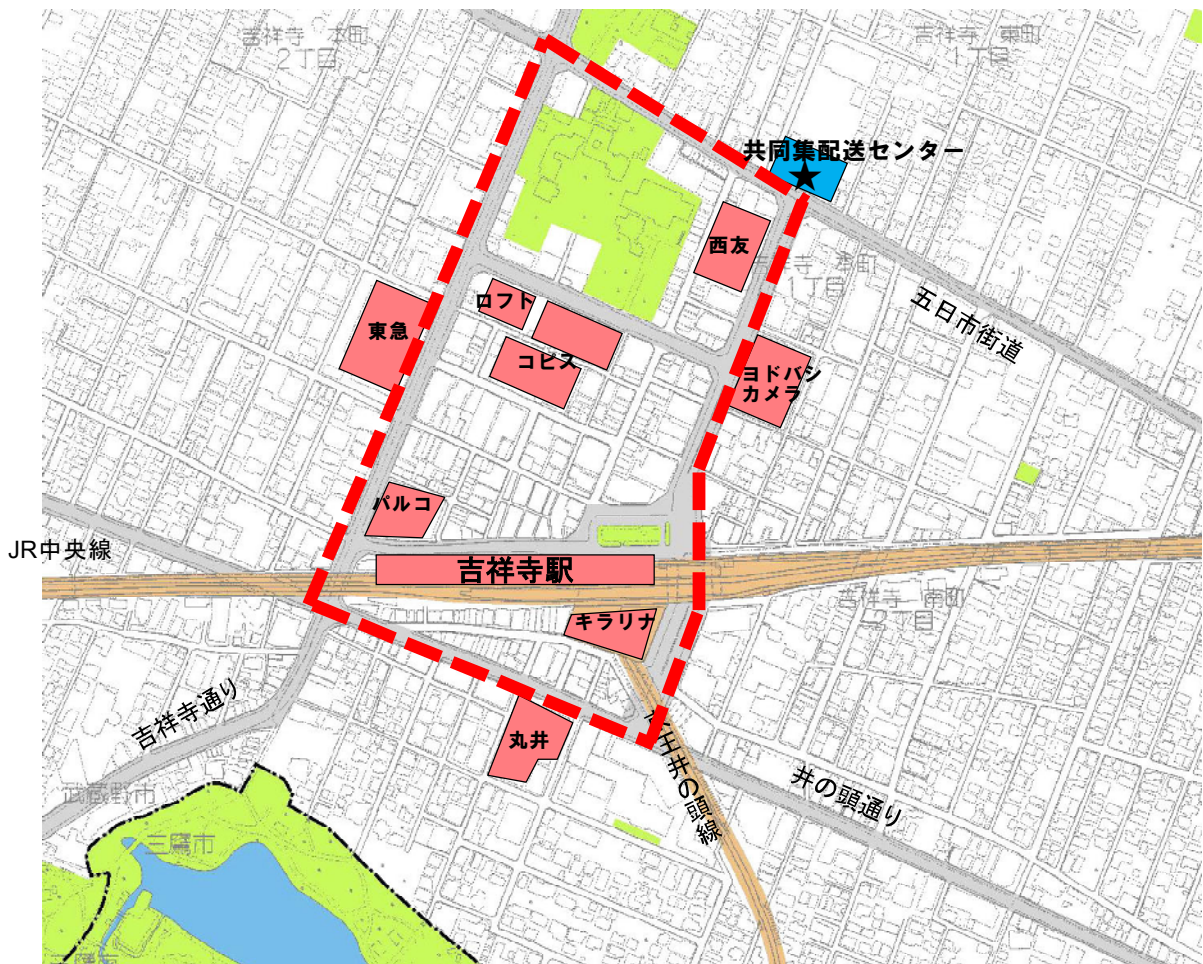 吉祥寺 本町
2丁目
吉祥寺 東町
1丁目
共同集配送センター
★
西友
吉祥寺 本町
1丁目
ロフト
東急
コピス
ヨドバシ
カメラ
五日市街道
パルコ
JR中央線
吉祥寺駅
キラリナ
吉祥寺 南町
2丁目
吉祥寺通り
丸井
京王井の頭線
井の頭通り
武蔵野市
三鷹市